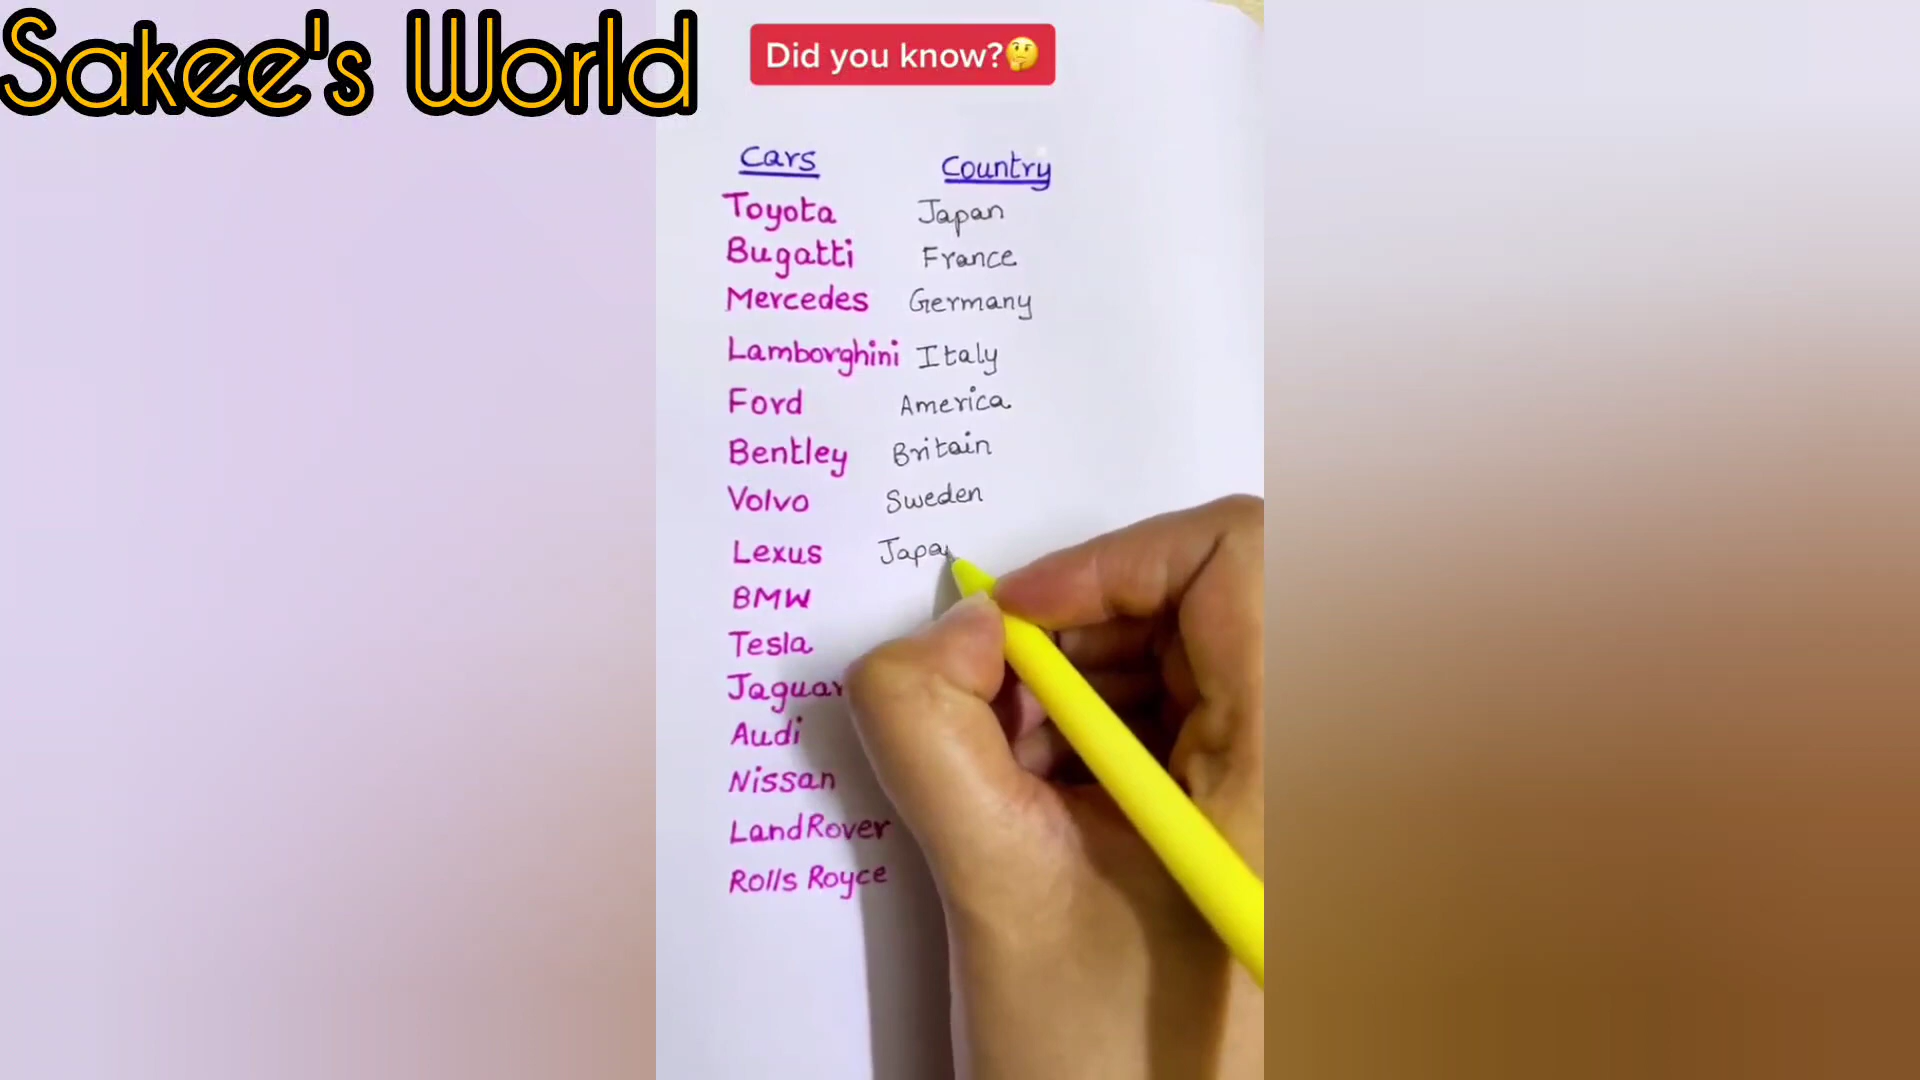 Sakee's World
Did you know?🤔
Cars Country
Toyota Japan
Bugatti France
Mercedes Germany
Lamborghini Italy
Ford America
Bentley Britain
Volvo Sweden
Lexus Japa
BMW
Tesla
Jaguar
Audi
Nissan
LandRover
Rolls Royce